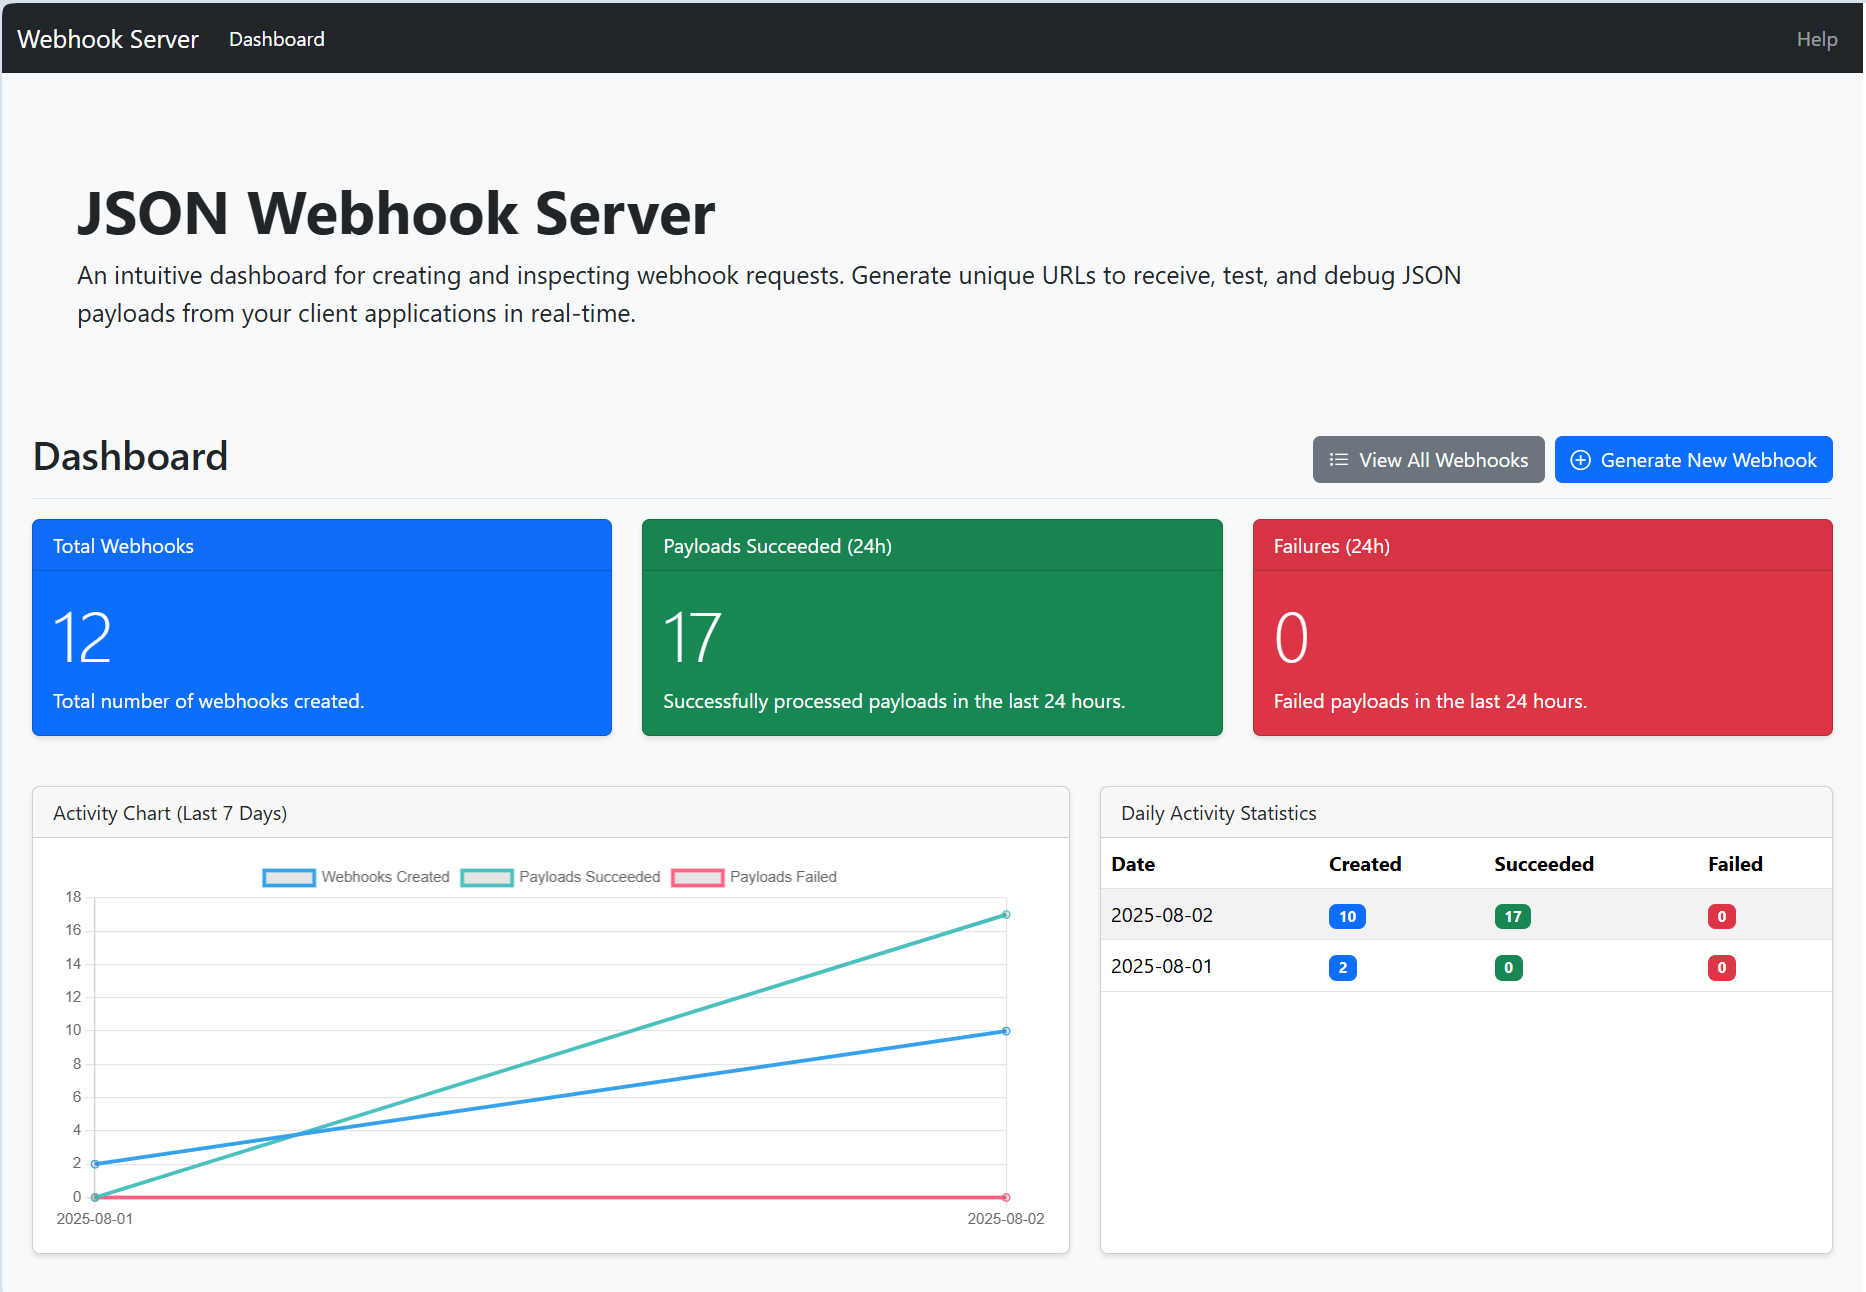 Webhook Server Dashboard Help
JSON Webhook Server
An intuitive dashboard for creating and inspecting webhook requests. Generate unique URLs to receive, test, and debug JSON
payloads from your client applications in real-time.
Dashboard
View All Webhooks
Generate New Webhook
Total Webhooks
12
Total number of webhooks created.
Payloads Succeeded (24h)
17
Successfully processed payloads in the last 24 hours.
Failures (24h)
0
Failed payloads in the last 24 hours.
Activity Chart (Last 7 Days)
Webhooks Created Payloads Succeeded Payloads Failed
18
16
14
12
10
8
6
4
2
0
2025-08-01 2025-08-02
Daily Activity Statistics
Date Created Succeeded Failed
2025-08-02 10 17 0
2025-08-01 2 0 0